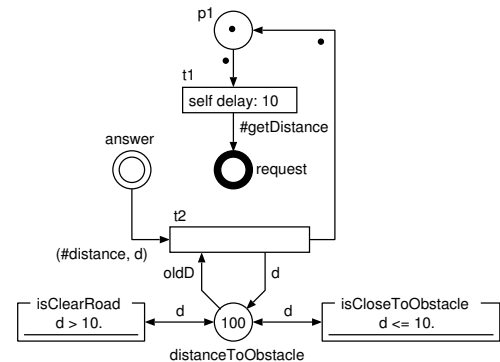 p1
t1
self delay: 10
#getDistance
answer
request
t2
(#distance, d)
oldD
d
isClearRoad
d > 10.
d
100
d
isCloseToObstacle
d <= 10.
distanceToObstacle